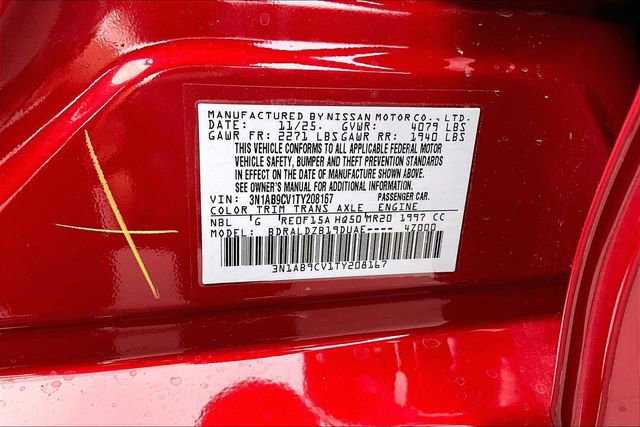 MANUFACTURED BY NISSAN MOTOR CO., LTD.
DATE: 11/25. GVWR: 4079 LBS
GAWR FR: 2271 LBS GAWR RR: 1940 LBS
THIS VEHICLE CONFORMS TO ALL APPLICABLE FEDERAL MOTOR
VEHICLE SAFETY, BUMPER AND THEFT PREVENTION STANDARDS
IN EFFECT ON THE DATE OF MANUFACTURE SHOWN ABOVE.
SEE OWNER'S MANUAL FOR ADDITIONAL INFORMATION.
VIN: 3N1AB9CV1TY208167 PASSENGER CAR.
COLOR TRIM TRANS AXLE ENGINE
NBL G RE0F15A HQ50 MR20 1997 CC
MODEL: BDRALDZB19DUAE---- 4Z000
3N1AB9CV1TY208167